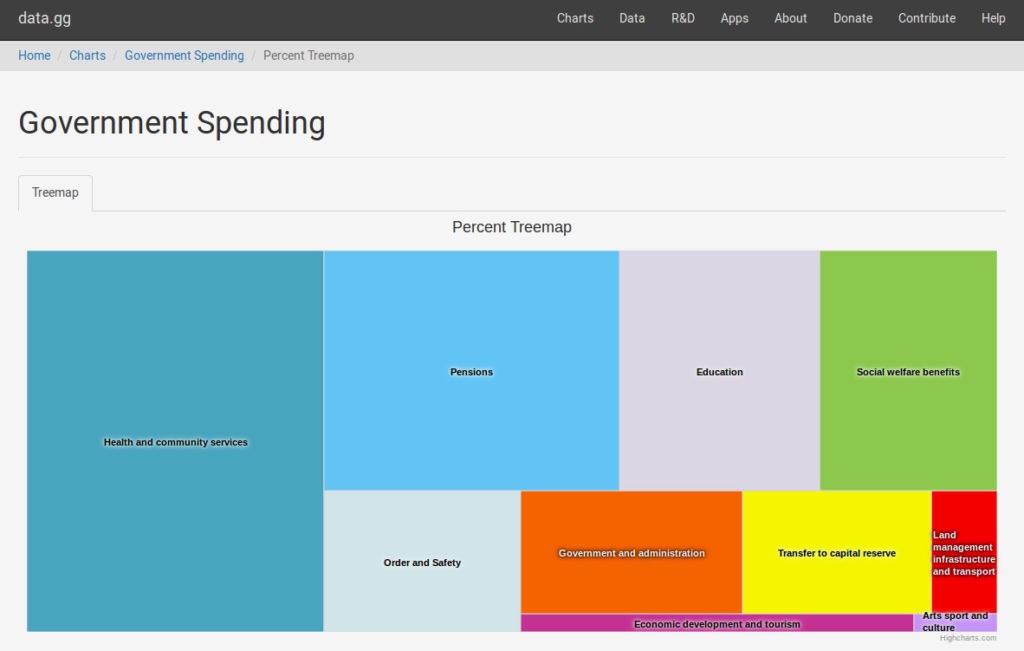 data.gg Charts Data R&D Apps About Donate Contribute Help
Home / Charts / Government Spending / Percent Treemap
Government Spending
Treemap
Percent Treemap
Pensions
Education
Social welfare benefits
Health and community services
Order and Safety
Government and administration
Transfer to capital reserve
Land
management
infrastructure
and transport
Economic development and tourism
Arts sport and
culture
Highcharts.com